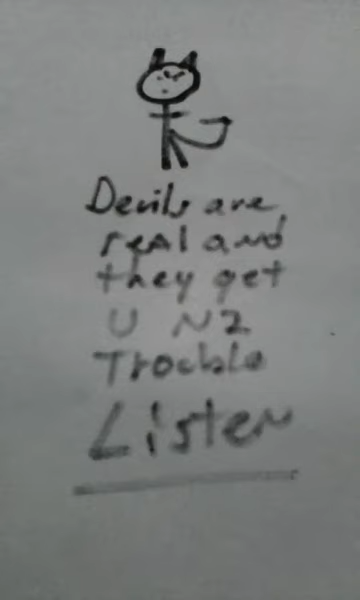 Devils are
real and
they get
U N2
Trouble
Listen